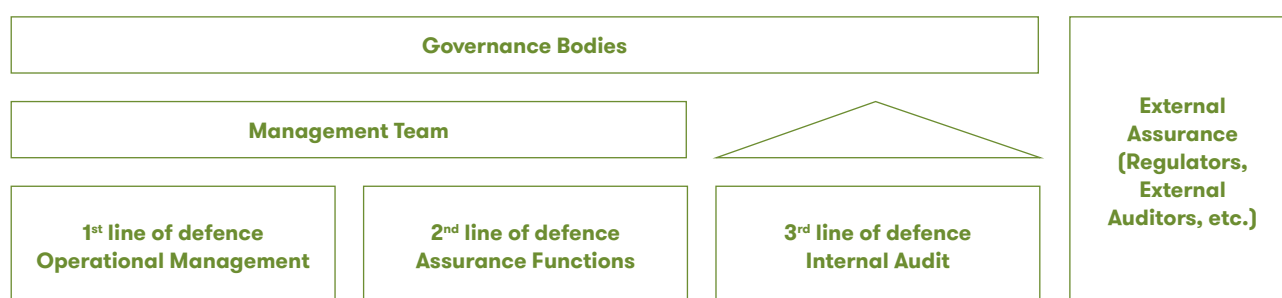 Governance Bodies
Management Team
1st line of defence
Operational Management
2nd line of defence
Assurance Functions
3rd line of defence
Internal Audit
External
Assurance
(Regulators,
External
Auditors, etc.)